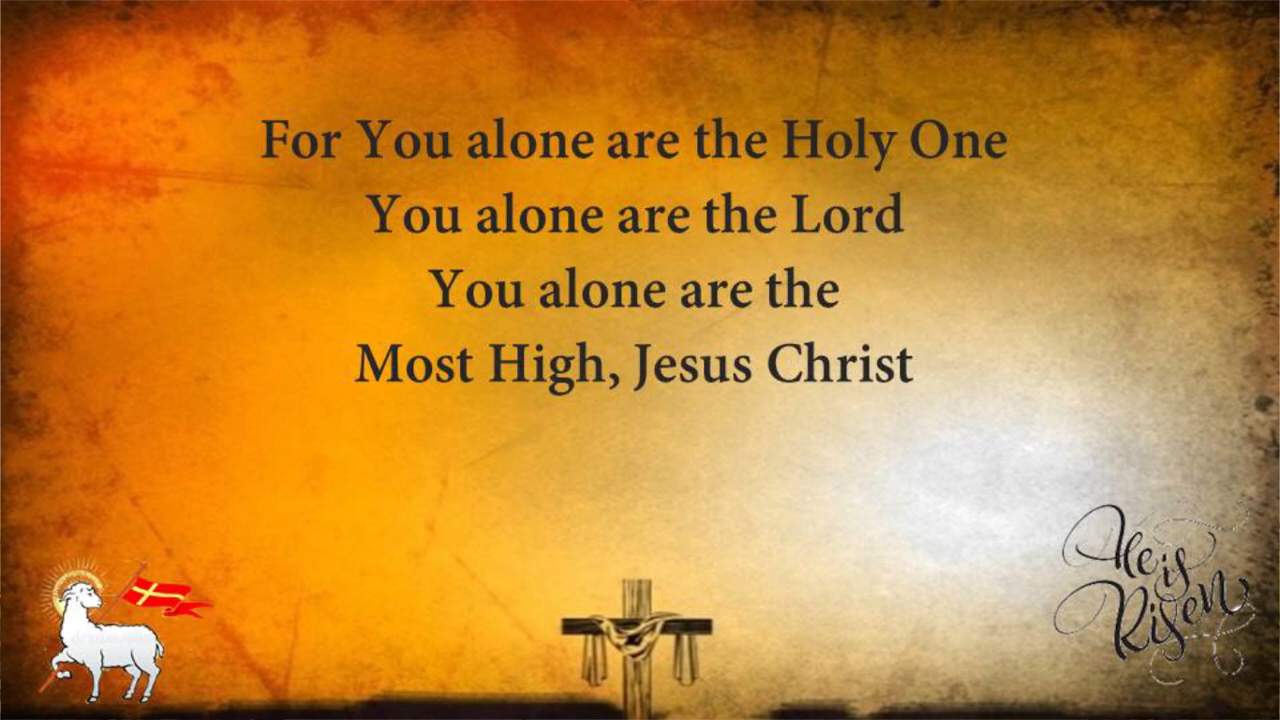 For You alone are the Holy One
You alone are the Lord
You alone are the
Most High, Jesus Christ
He is
Risen